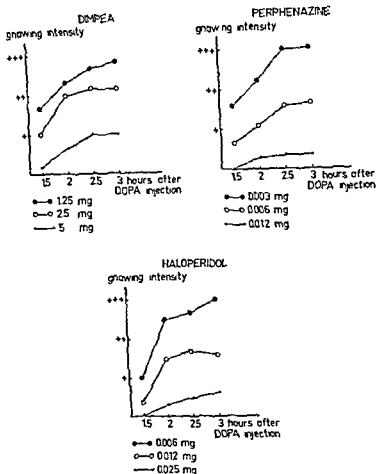 DIMPEA
gnawing intensity
+++
++
+
1.5 2 2.5 3 hours after
DOPA injection
1.25 mg
2.5 mg
5 mg
PERPHENAZINE
gnawing intensity
+++
++
+
1.5 2 2.5 3 hours after
DOPA injection
0.003 mg
0.006 mg
0.012 mg
HALOPERIDOL
gnawing intensity
+++
++
+
1.5 2 2.5 3 hours after
DOPA injection
0.006 mg
0.012 mg
0.025 mg